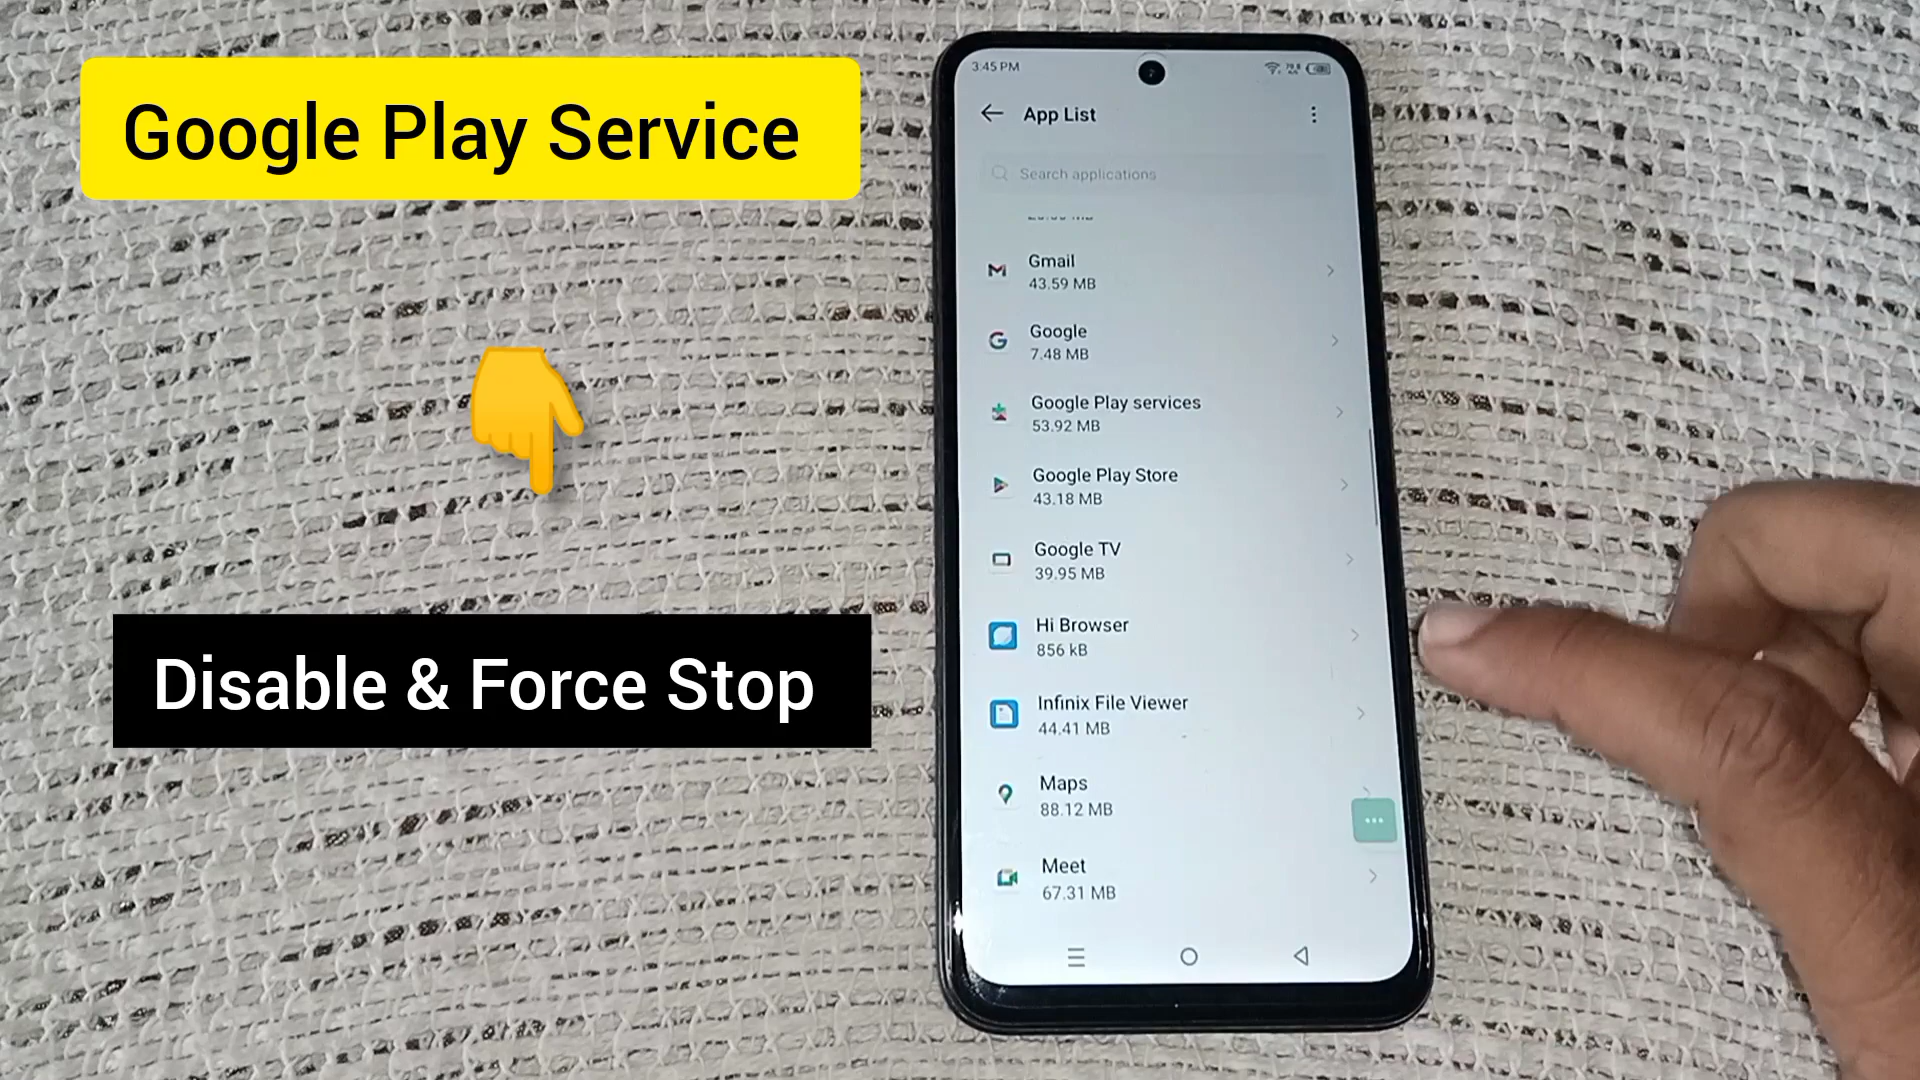 Google Play Service
Disable & Force Stop
3:45 PM
App List
Search applications
Gmail
43.59 MB
Google
7.48 MB
Google Play services
53.92 MB
Google Play Store
43.18 MB
Google TV
39.95 MB
Hi Browser
856 kB
Infinix File Viewer
44.41 MB
Maps
88.12 MB
Meet
67.31 MB